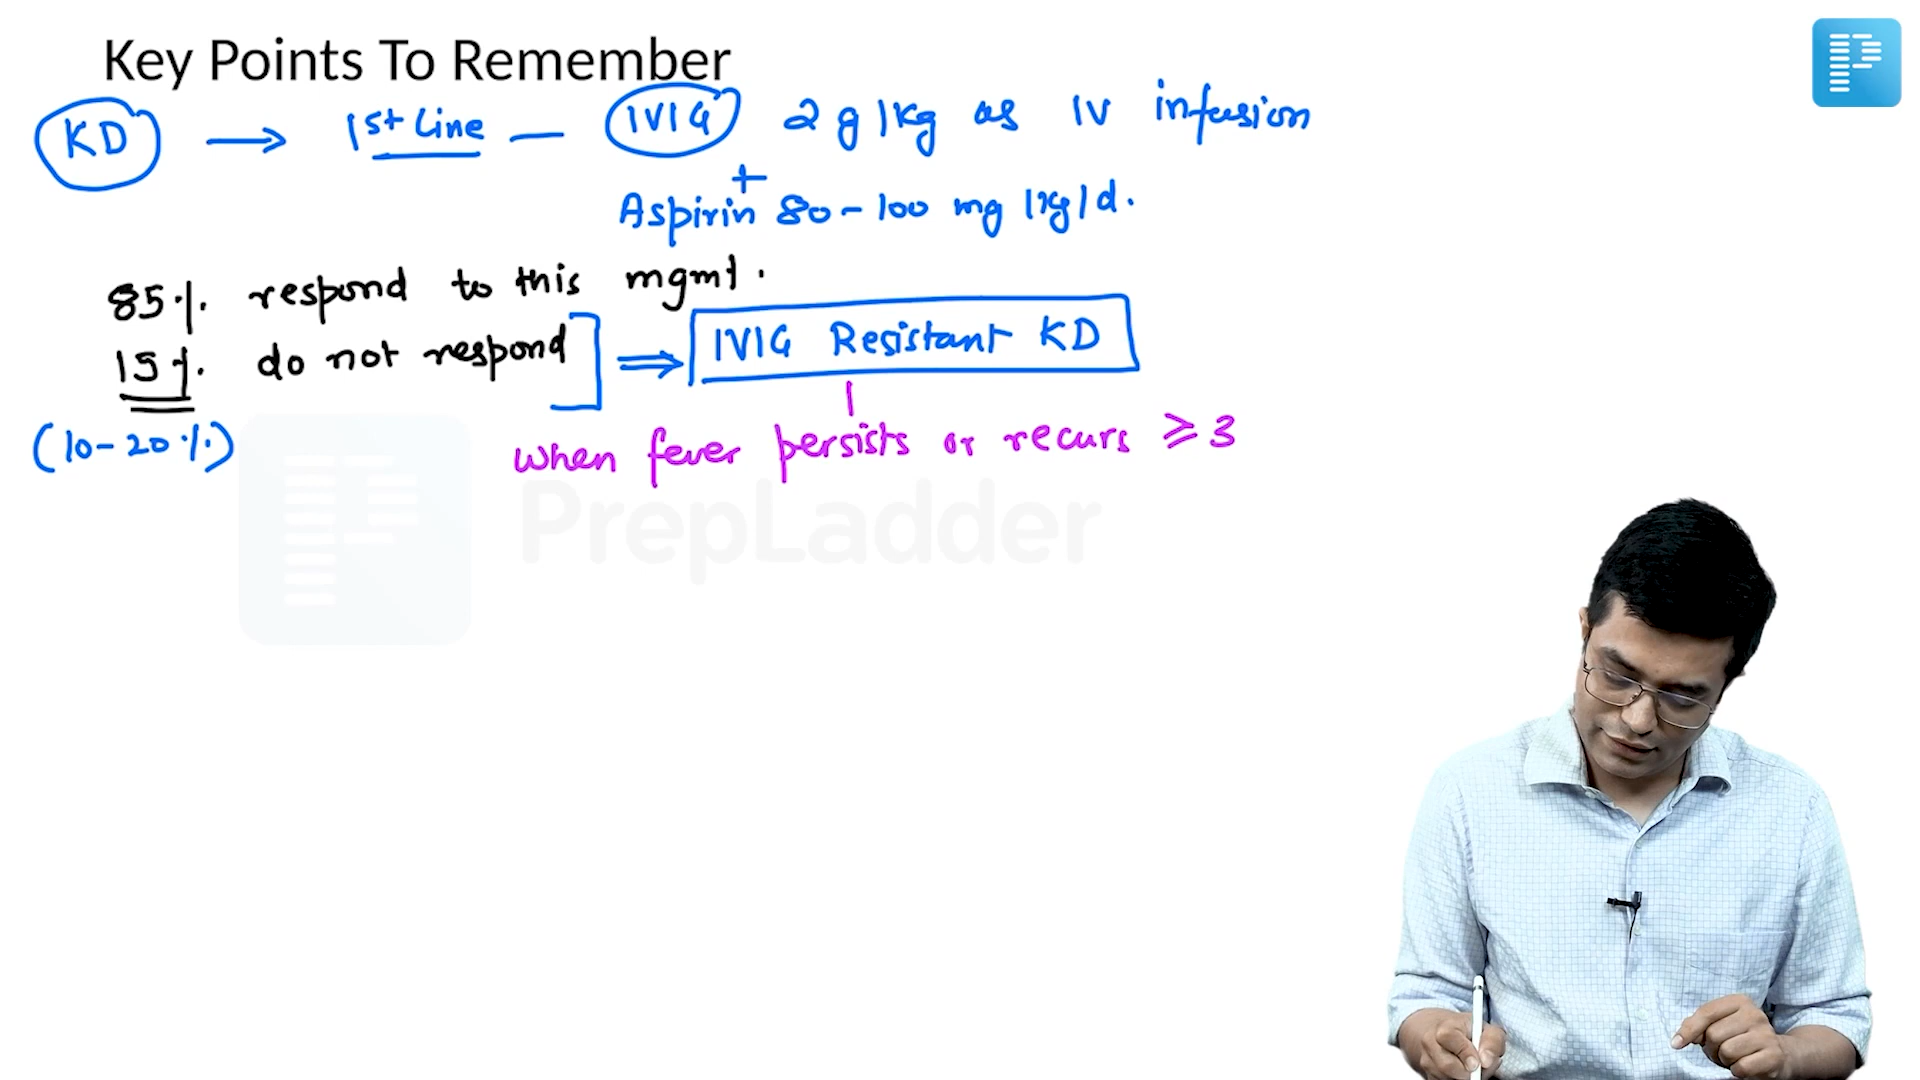 Key Points To Remember
KD → 1st Line — IVIG 2 g/kg as IV infusion
+
Aspirin 80-100 mg/kg/d.
85%. respond to this mgmt.
15%. do not respond ⇒ IVIG Resistant KD
(10-20%)
when fever persists or recurs ≥ 3
PrepLadder